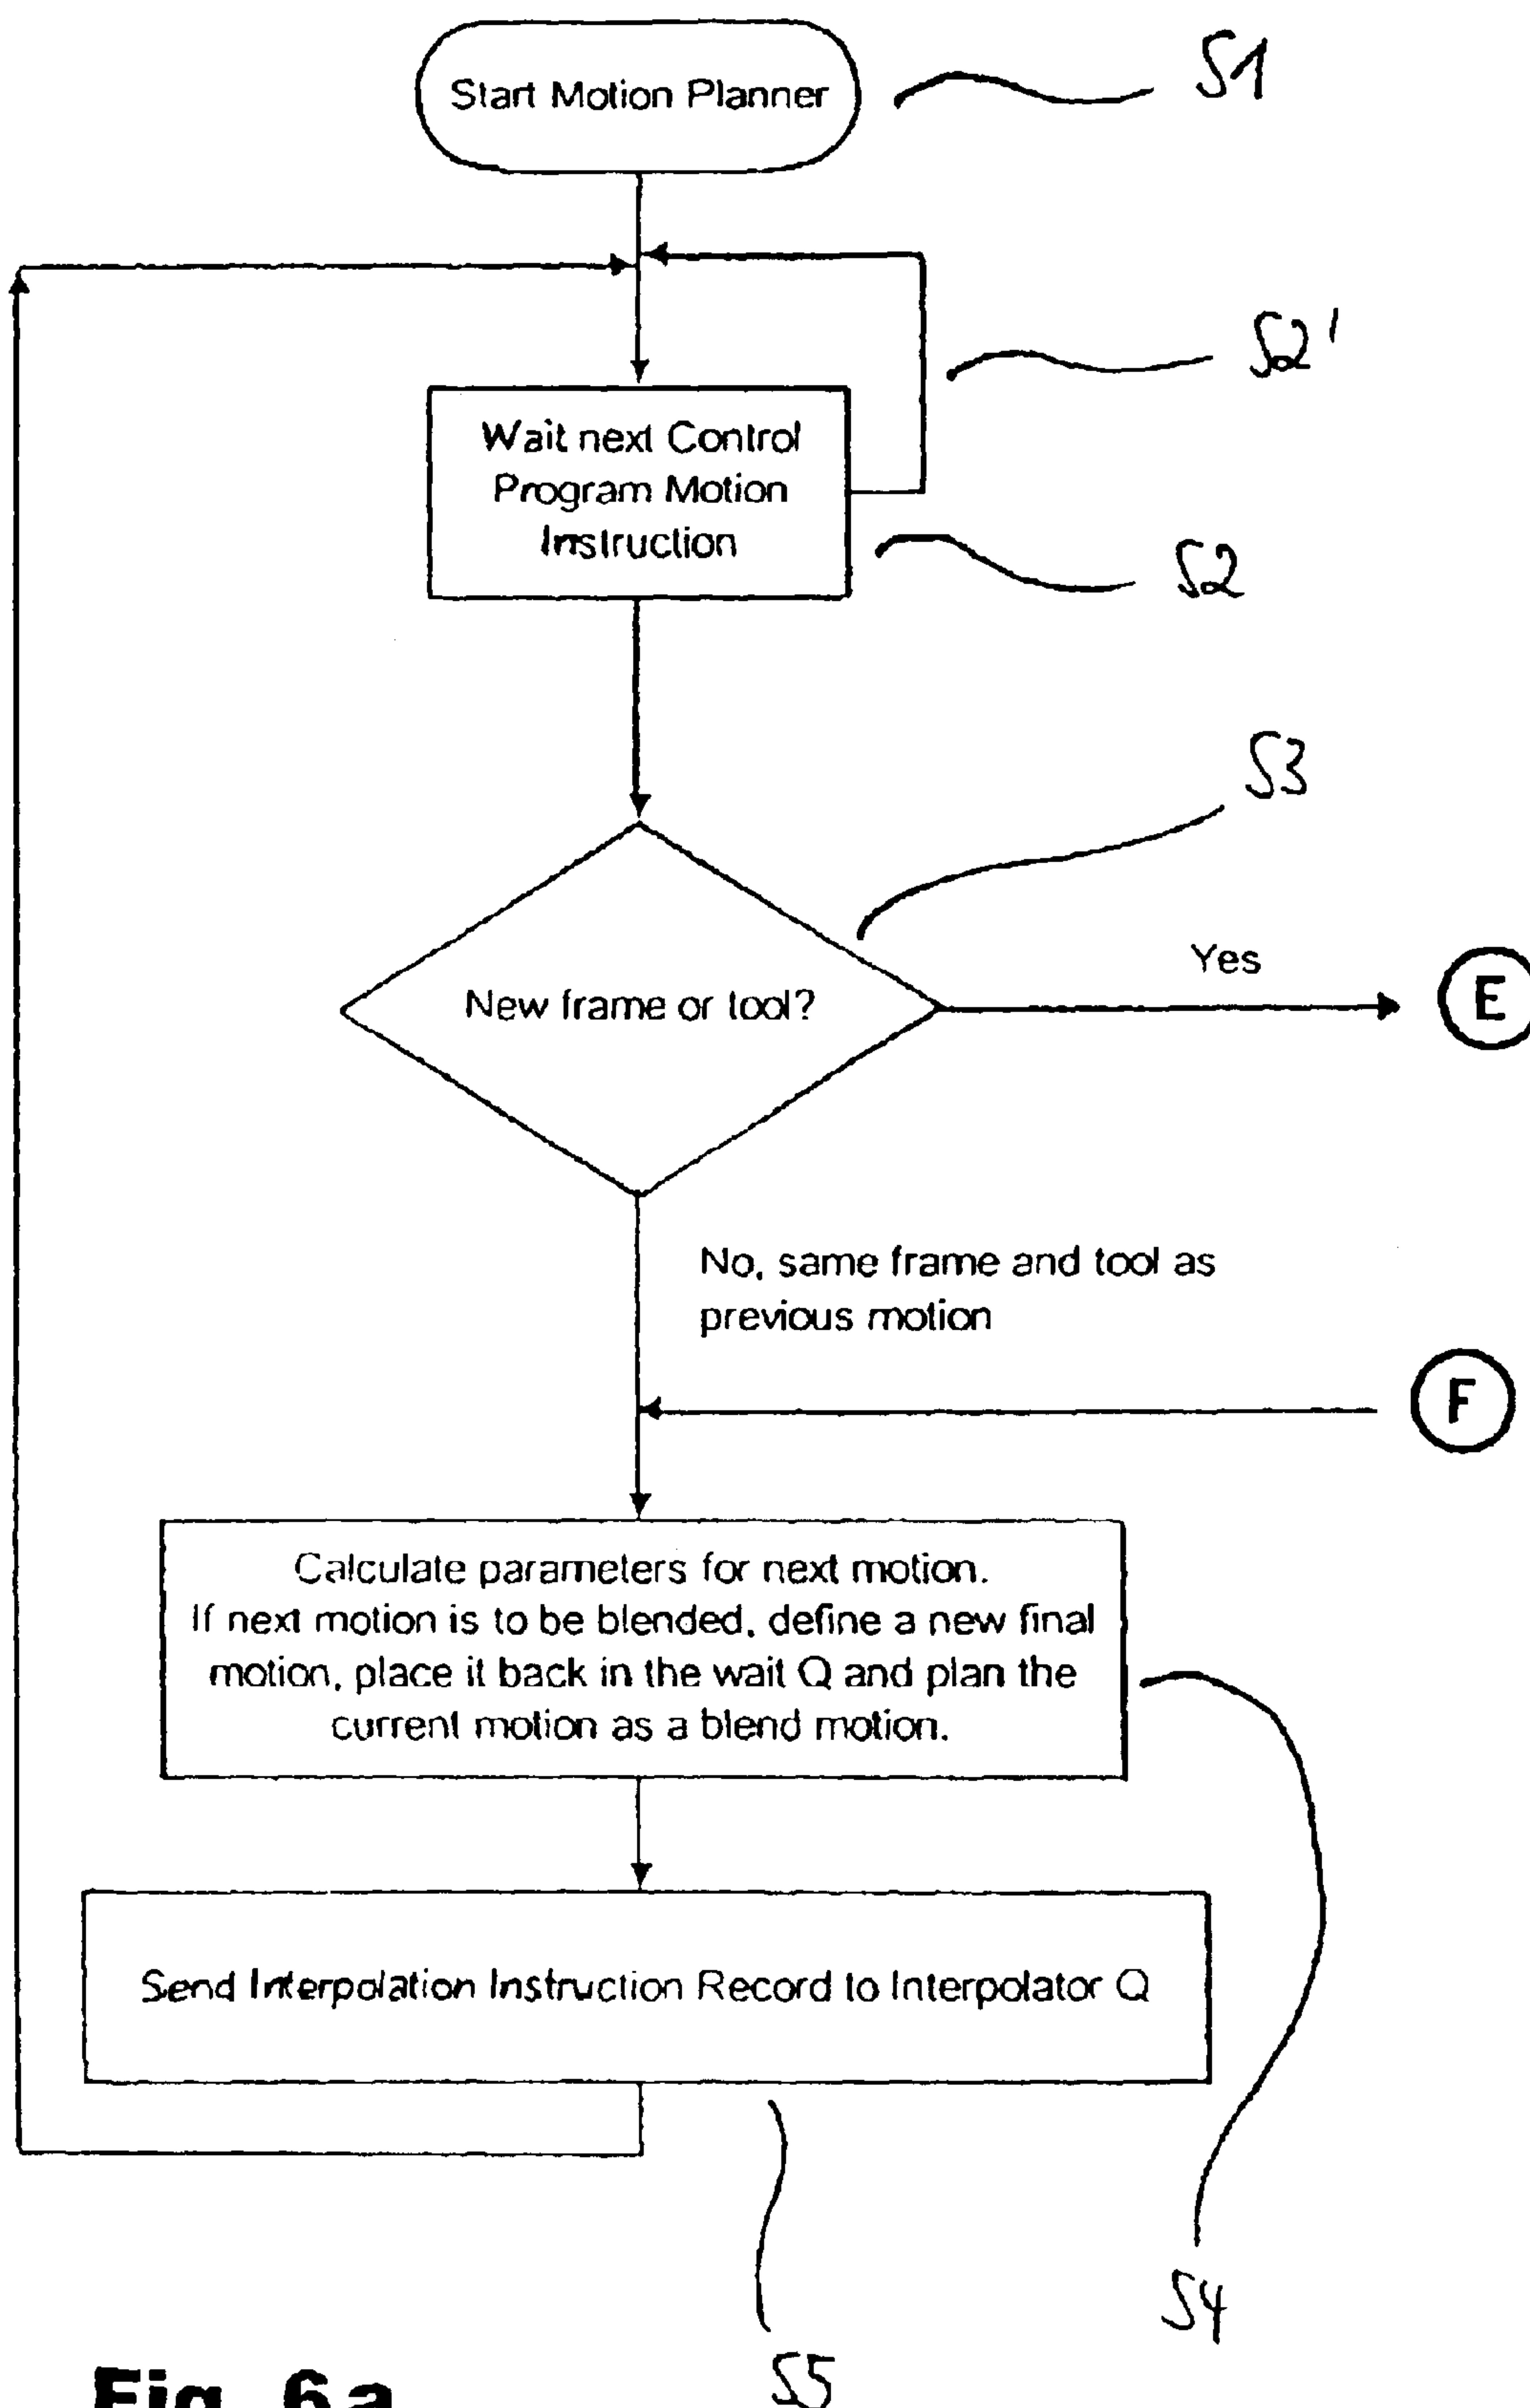 Start Motion Planner
S1
S2'
Wait next Control
Program Motion
Instruction
S2
S3
New frame or tool?
Yes
E
No, same frame and tool as
previous motion
F
Calculate parameters for next motion.
If next motion is to be blended, define a new final
motion, place it back in the wait Q and plan the
current motion as a blend motion.
Send Interpolation Instruction Record to Interpolator Q
S4
S5
Fig. 6a